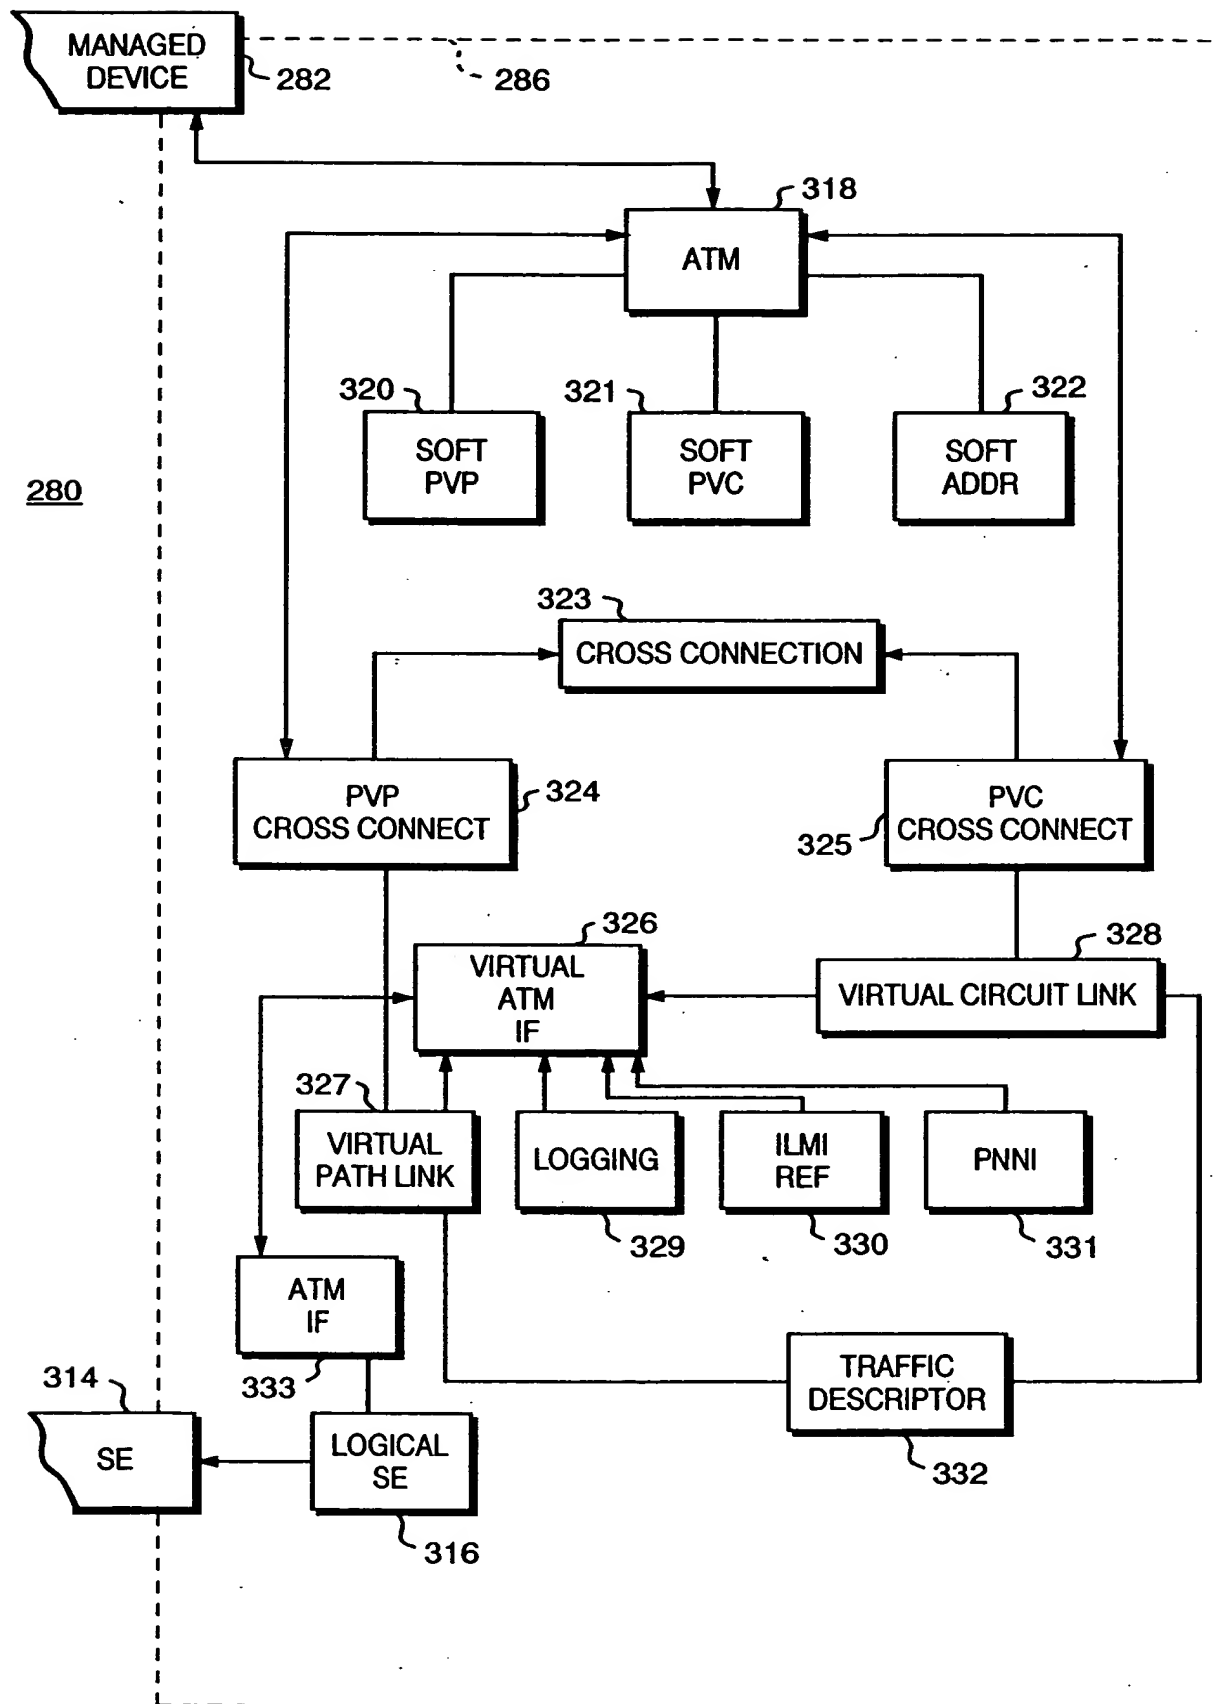 MANAGED
DEVICE
282
286
318
ATM
320
321
322
SOFT
PVP
SOFT
PVC
SOFT
ADDR
280
323
CROSS CONNECTION
PVP
CROSS CONNECT
324
PVC
CROSS CONNECT
325
326
VIRTUAL
ATM
IF
328
VIRTUAL CIRCUIT LINK
327
VIRTUAL
PATH LINK
LOGGING
ILMI
REF
PNNI
329
330
331
ATM
IF
333
TRAFFIC
DESCRIPTOR
332
314
SE
LOGICAL
SE
316